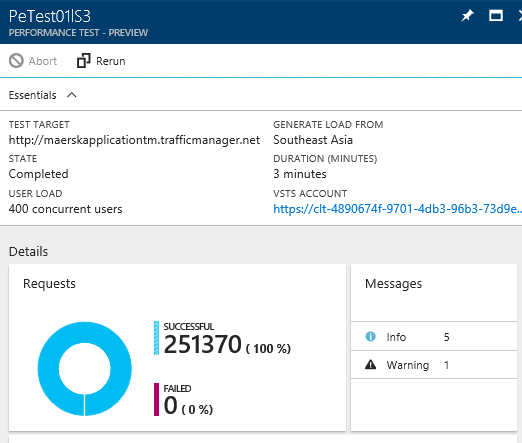 PeTest01lS3
PERFORMANCE TEST - PREVIEW
Abort Rerun
Essentials
TEST TARGET GENERATE LOAD FROM
http://maerskapplicationtm.trafficmanager.net Southeast Asia
STATE DURATION (MINUTES)
Completed 3 minutes
USER LOAD VSTS ACCOUNT
400 concurrent users https://clt-4890674f-9701-4db3-96b3-73d9e...
Details
Requests Messages
SUCCESSFUL
251370 ( 100 %)
Info 5
Warning 1
FAILED
0 ( 0 %)